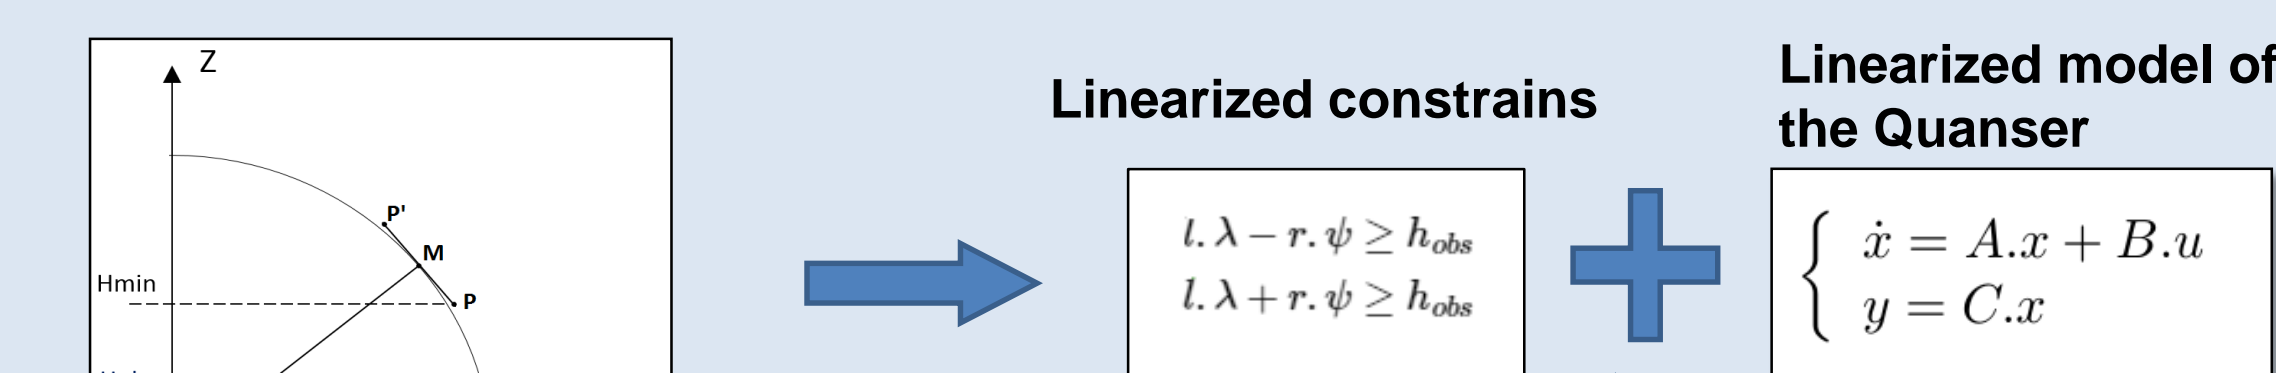 Z
P'
M
Hmin
P
Linearized constrains
l. λ − r. ψ ≥ h_obs
l. λ + r. ψ ≥ h_obs
Linearized model of
the Quanser
ẋ = A.x + B.u
y = C.x